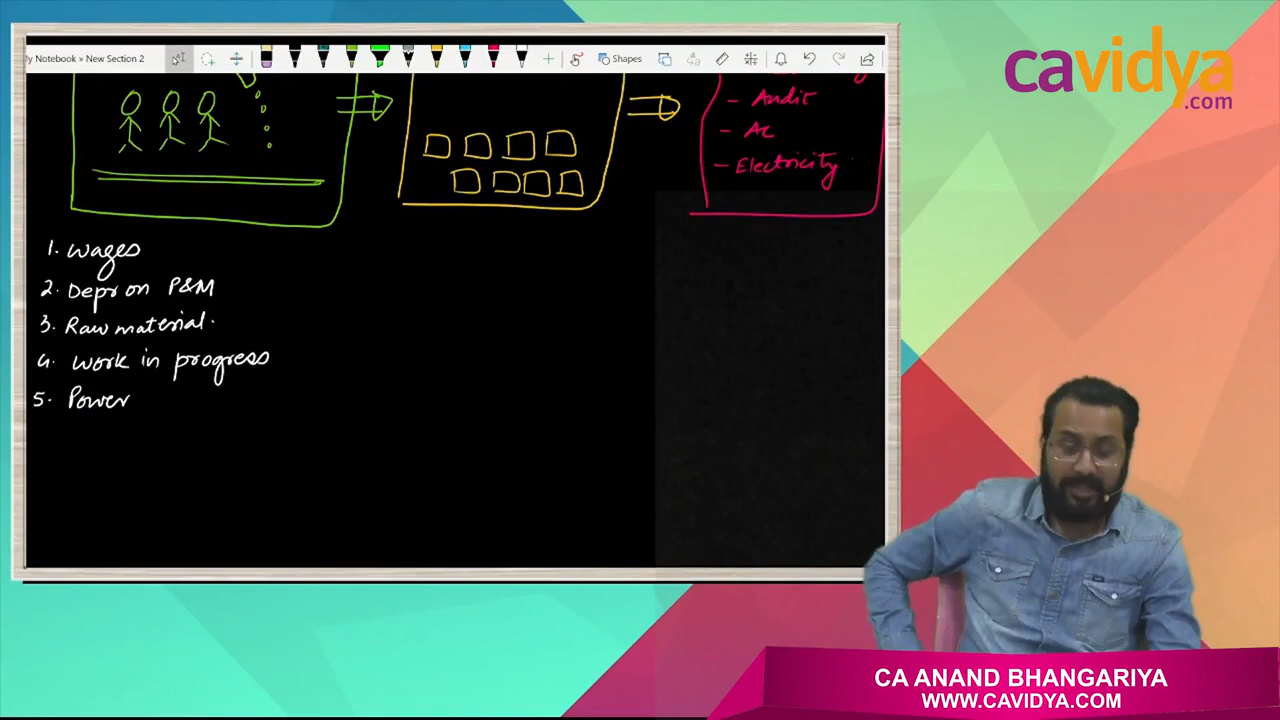 y Notebook » New Section 2
Shapes
cavidya
.com
- Audit
- AC
- Electricity
1. Wages
2. Depr on P&M
3. Raw material.
4. Work in progress
5. Power
CA ANAND BHANGARIYA
WWW.CAVIDYA.COM